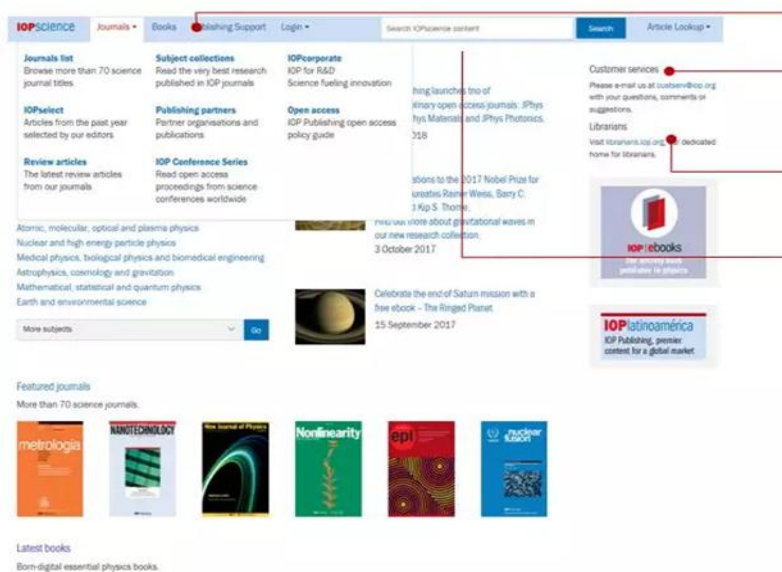 IOPSCIENCE Journals Books Publishing Support Login Search IOPscience content Search Article Lookup
Journals list
Browse more than 70 science
journal titles
Subject collections
Read the very best research
published in IOP journals
IOPcorporate
IOP for R&D
Science fueling innovation
IOPselect
Articles from the past year
selected by our editors
Publishing partners
Partner organisations and
publications
Open access
IOP Publishing open access
policy guide
Review articles
The latest review articles
from our journals
IOP Conference Series
Read open access
proceedings from science
conferences worldwide
Atomic, molecular, optical and plasma physics
Nuclear and high energy particle physics
Medical physics, biological physics and biomedical engineering
Astrophysics, cosmology and gravitation
Mathematical, statistical and quantum physics
Earth and environmental science
More subjects Go
hing launches trio of
plinary open access journals: JPhys
hys Materials and JPhys Photonics.
018
ations to the 2017 Nobel Prize for
ureates Rainer Weiss, Barry C.
Kip S. Thorne.
Find out more about gravitational waves in
our new research collection.
3 October 2017
Celebrate the end of Saturn mission with a
free ebook – The Ringed Planet
15 September 2017
Customer services
Please e-mail us at custserv@iop.org
with your questions, comments or
suggestions.
Librarians
Visit librarians.iop.org, dedicated
home for librarians.
IOP ebooks
publisher in physics
IOPlatinoamérica
IOP Publishing, premier
content for a global market
Featured journals
More than 70 science journals.
metrologia
NANOTECHNOLOGY
New Journal of Physics
Nonlinearity
epl
nuclear
fusion
Latest books
Born-digital essential physics books.